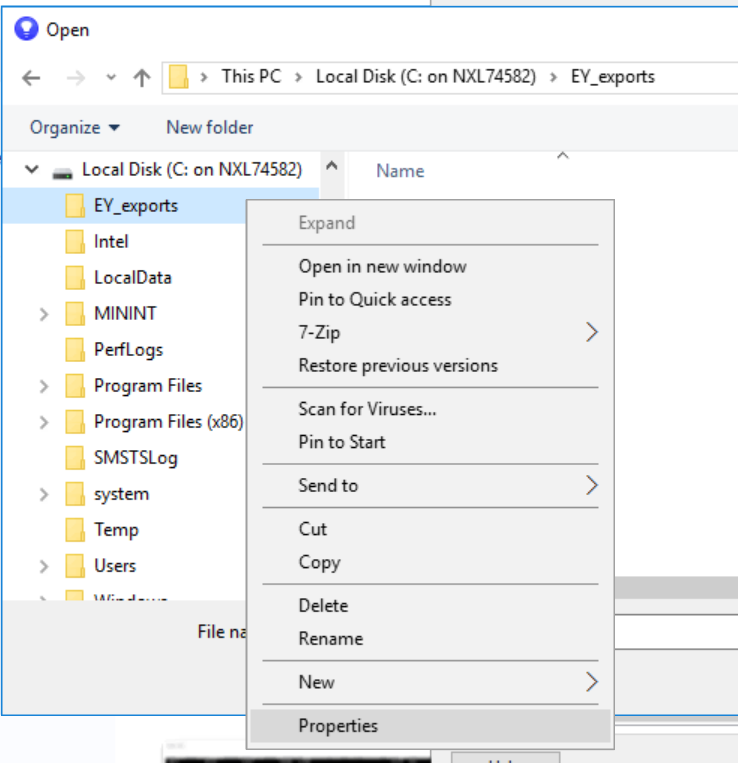 Open
This PC > Local Disk (C: on NXL74582) > EY_exports
Organize New folder
Local Disk (C: on NXL74582)
Name
EY_exports
Intel
LocalData
MININT
PerfLogs
Program Files
Program Files (x86)
SMSTSLog
system
Temp
Users
Windows
File na
Expand
Open in new window
Pin to Quick access
7-Zip
Restore previous versions
Scan for Viruses...
Pin to Start
Send to
Cut
Copy
Delete
Rename
New
Properties